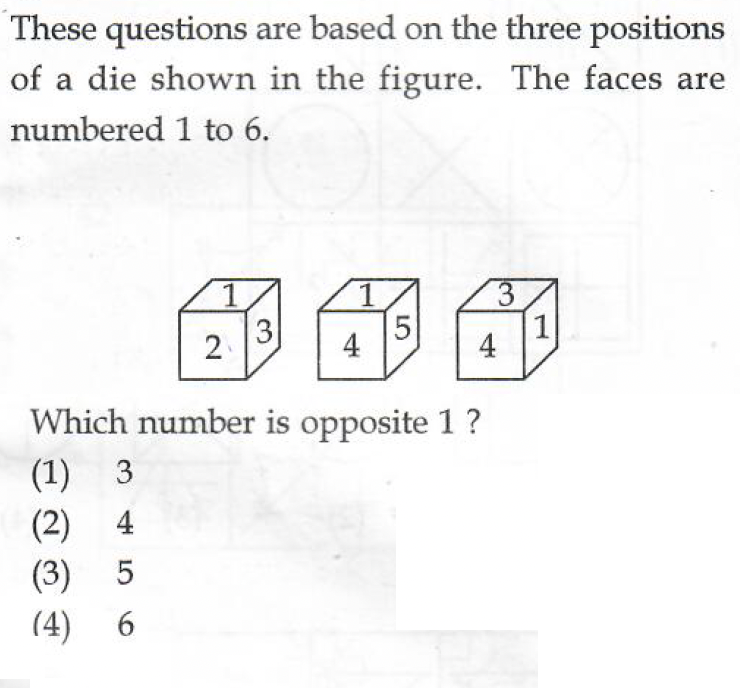 These questions are based on the three positions
of a die shown in the figure. The faces are
numbered 1 to 6.
1 1 3
2 3 4 5 4 1
Which number is opposite 1 ?
(1) 3
(2) 4
(3) 5
(4) 6